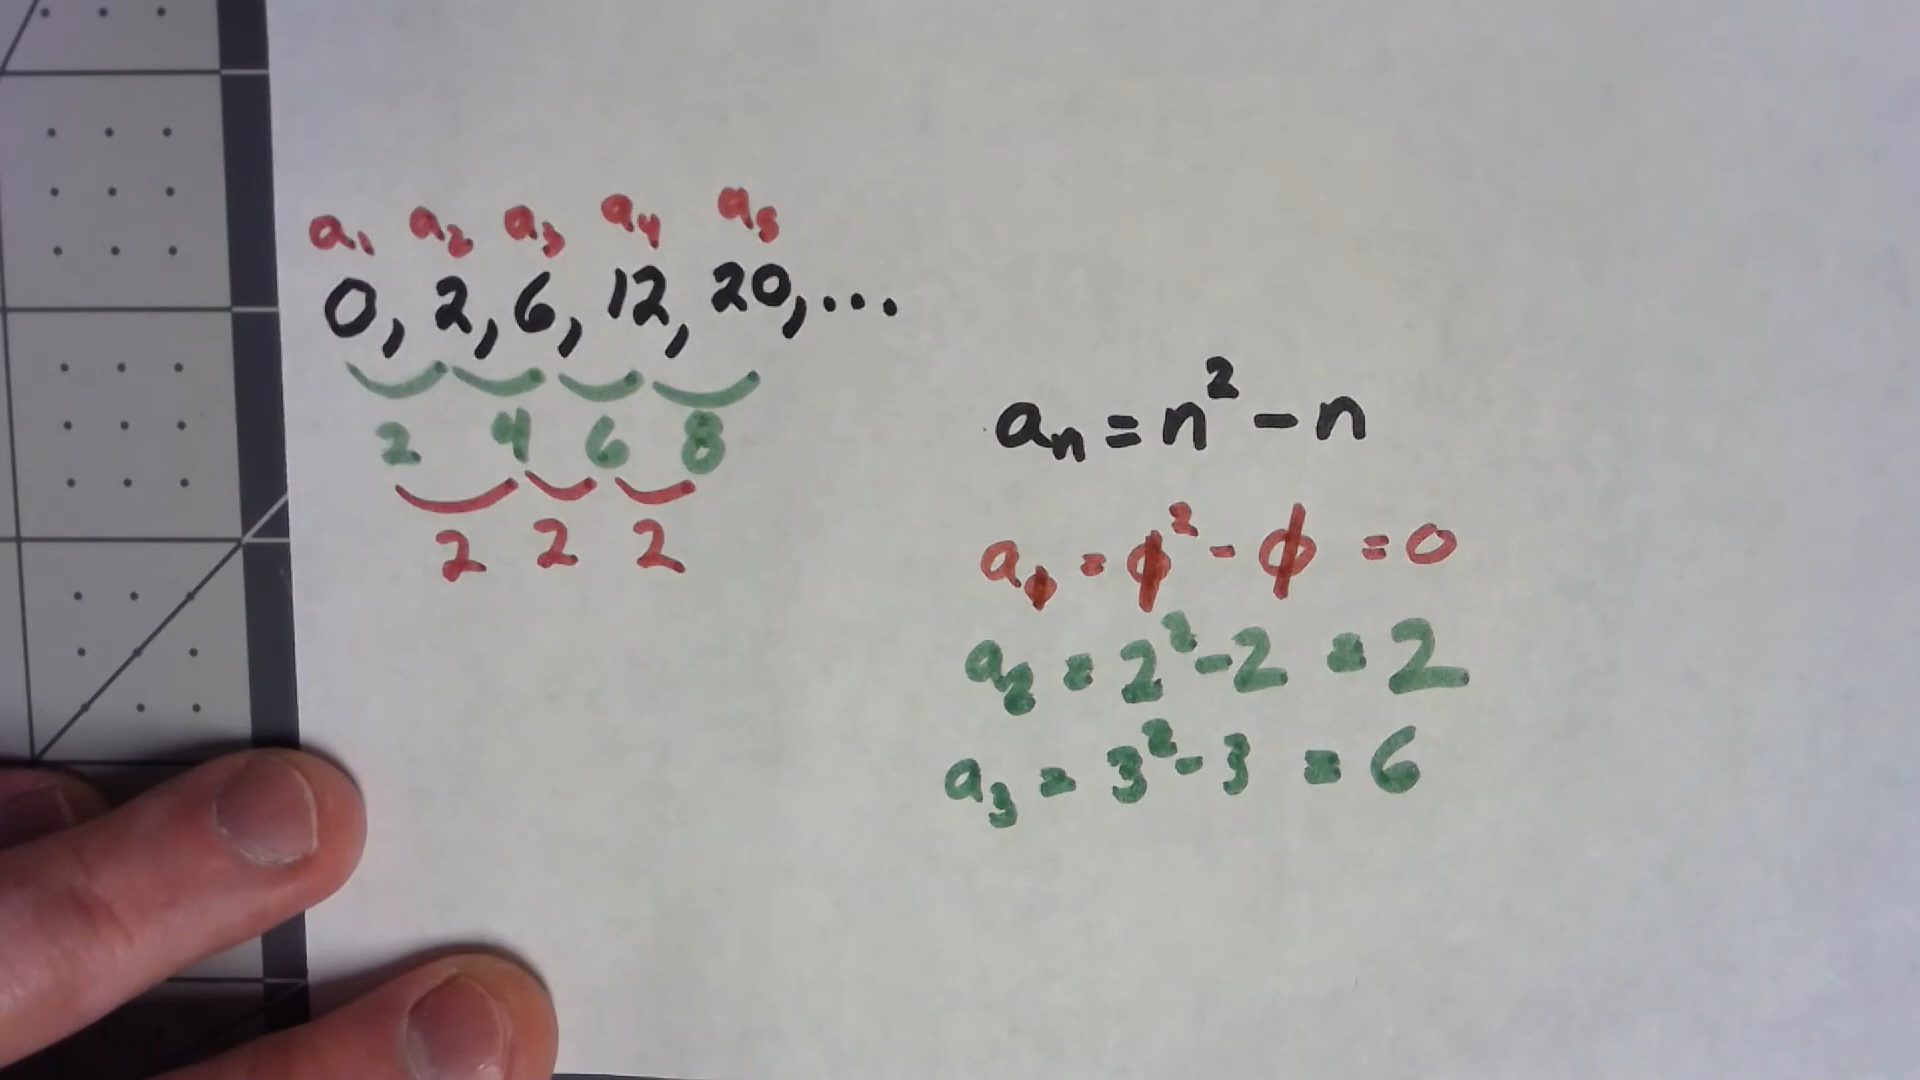 a₁ a₂ a₃ a₄ a₅
0, 2, 6, 12, 20, ...
2 4 6 8
2 2 2
aₙ = n² - n
a₁ = 1² - 1 = 0
a₂ = 2² - 2 = 2
a₃ = 3² - 3 = 6